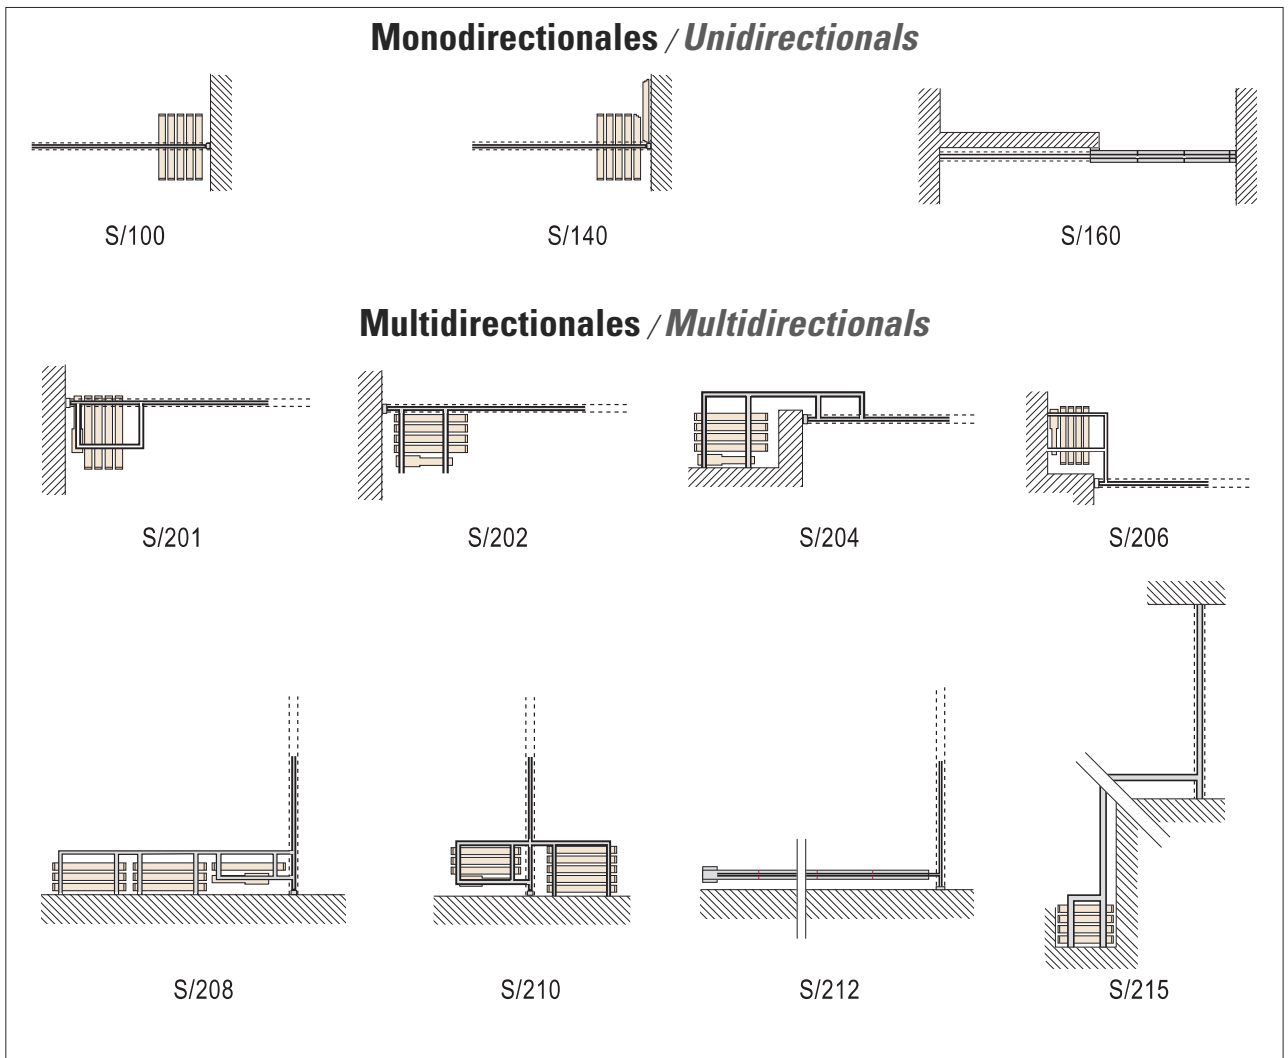 Monodirectionales / Unidirectionals
S/100 S/140 S/160
Multidirectionales / Multidirectionals
S/201 S/202 S/204 S/206
S/208 S/210 S/212 S/215